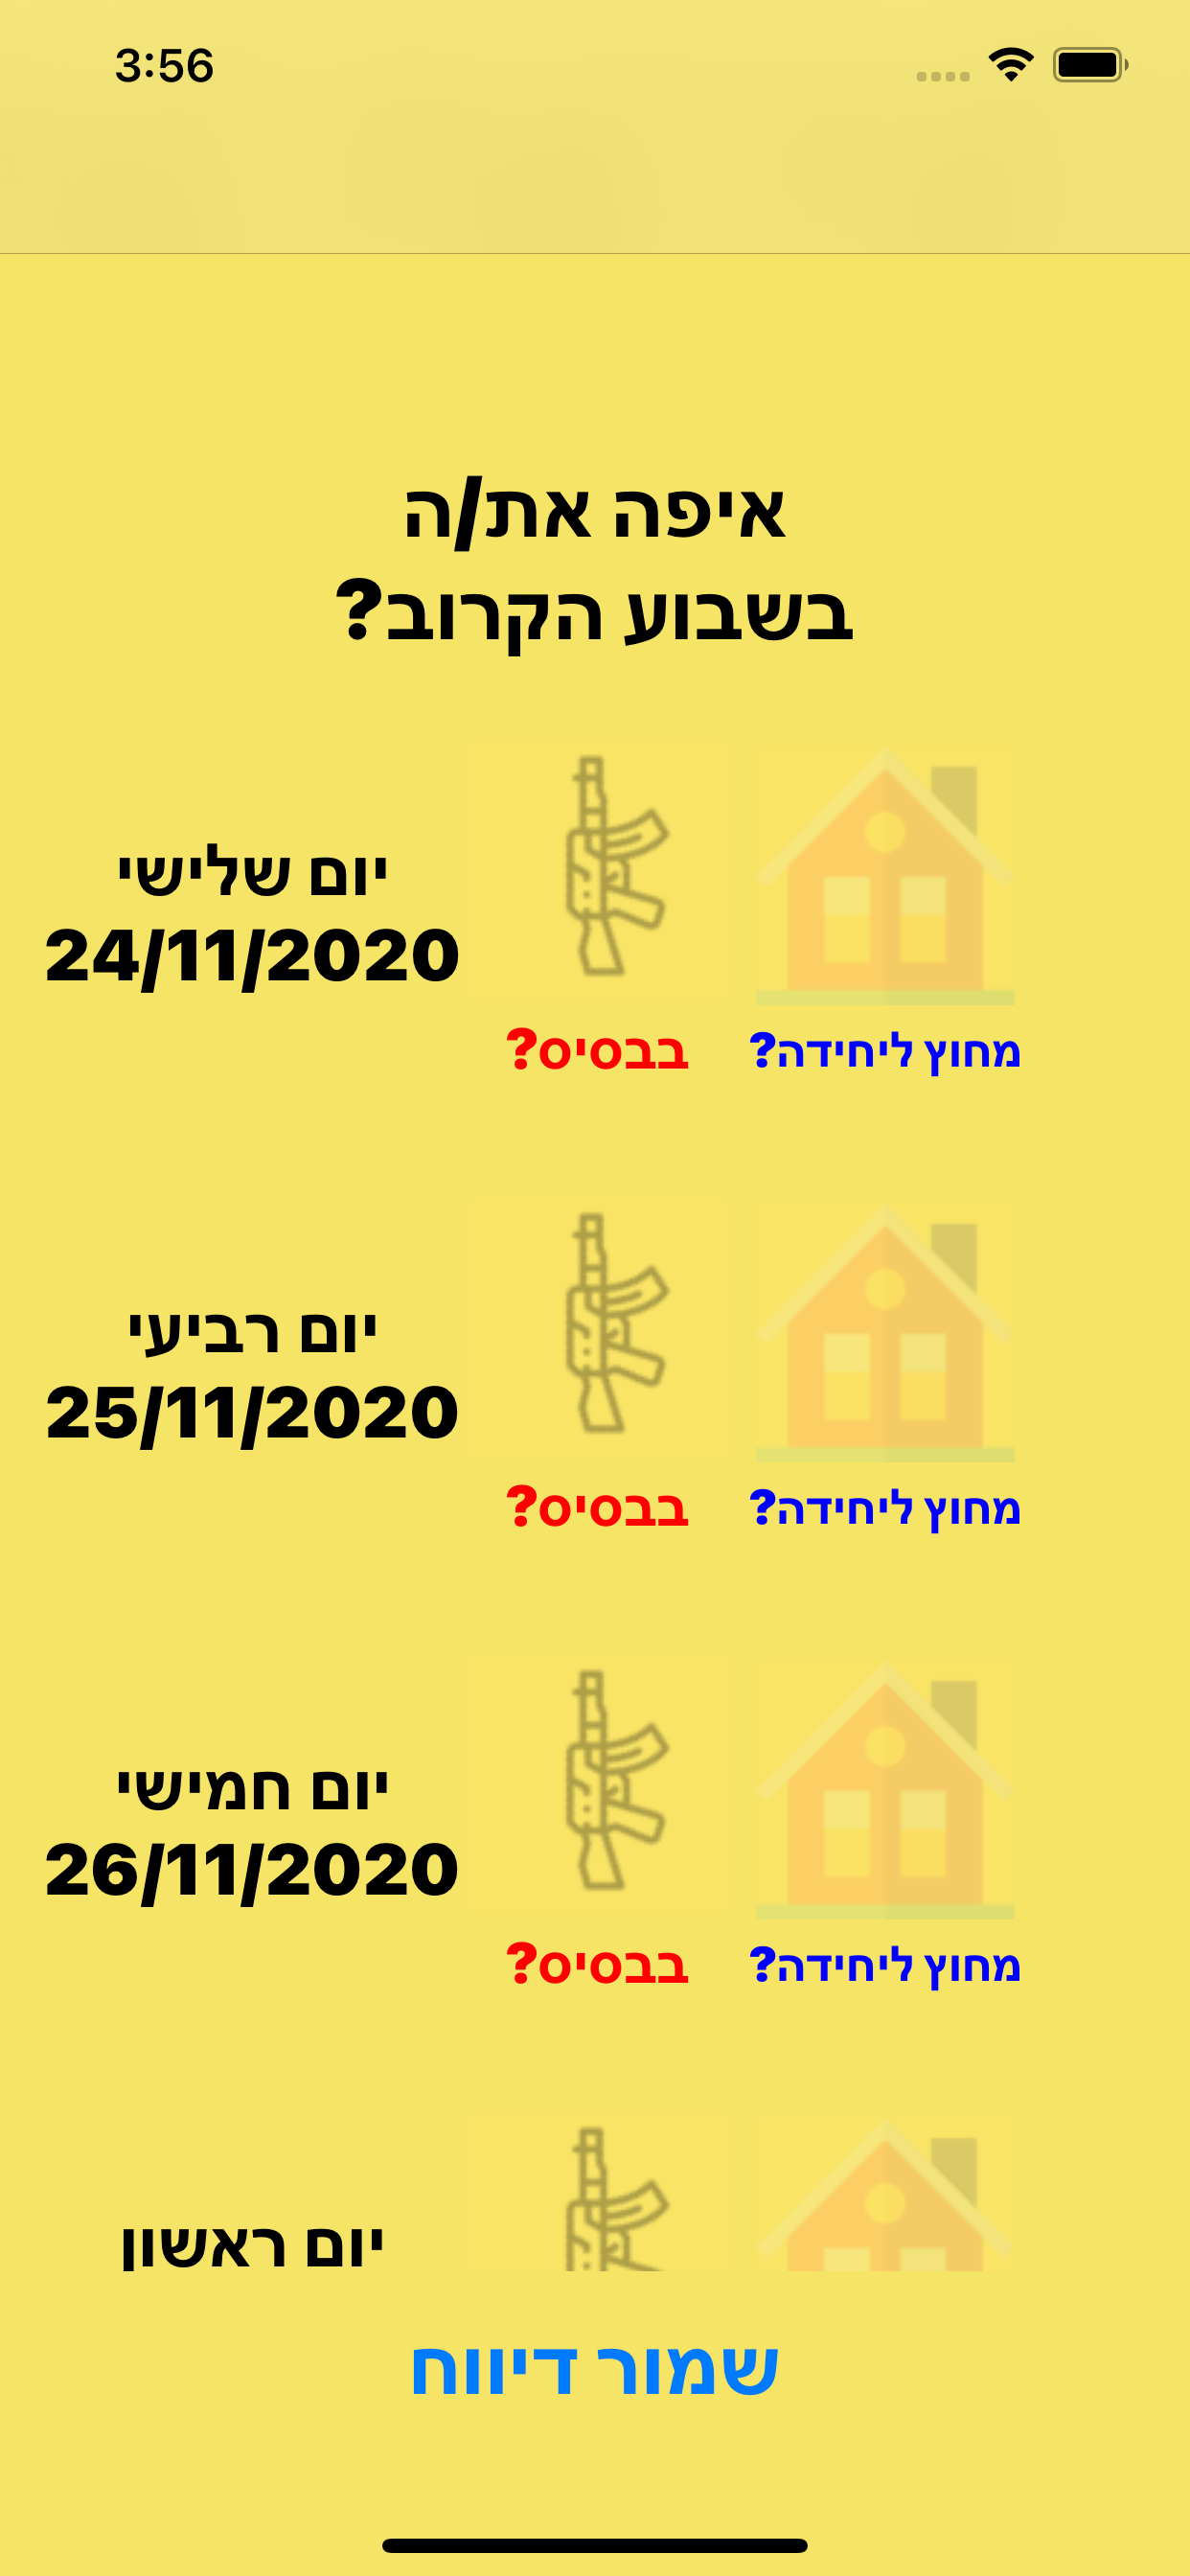 3:56
איפה את/ה
בשבוע הקרוב?
יום שלישי
24/11/2020
בבסיס?
מחוץ ליחידה?
יום רביעי
25/11/2020
בבסיס?
מחוץ ליחידה?
יום חמישי
26/11/2020
בבסיס?
מחוץ ליחידה?
יום ראשון
שמור דיווח